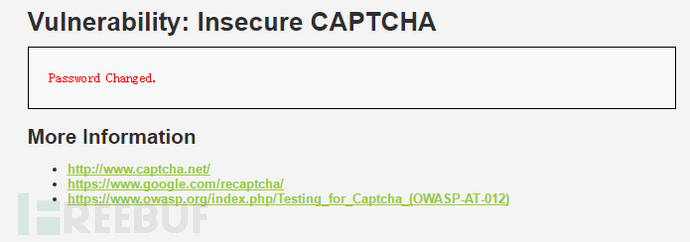 Vulnerability: Insecure CAPTCHA
Password Changed.
More Information
http://www.captcha.net/
https://www.google.com/recaptcha/
https://www.owasp.org/index.php/Testing_for_Captcha_(OWASP-AT-012)
FREEBUF